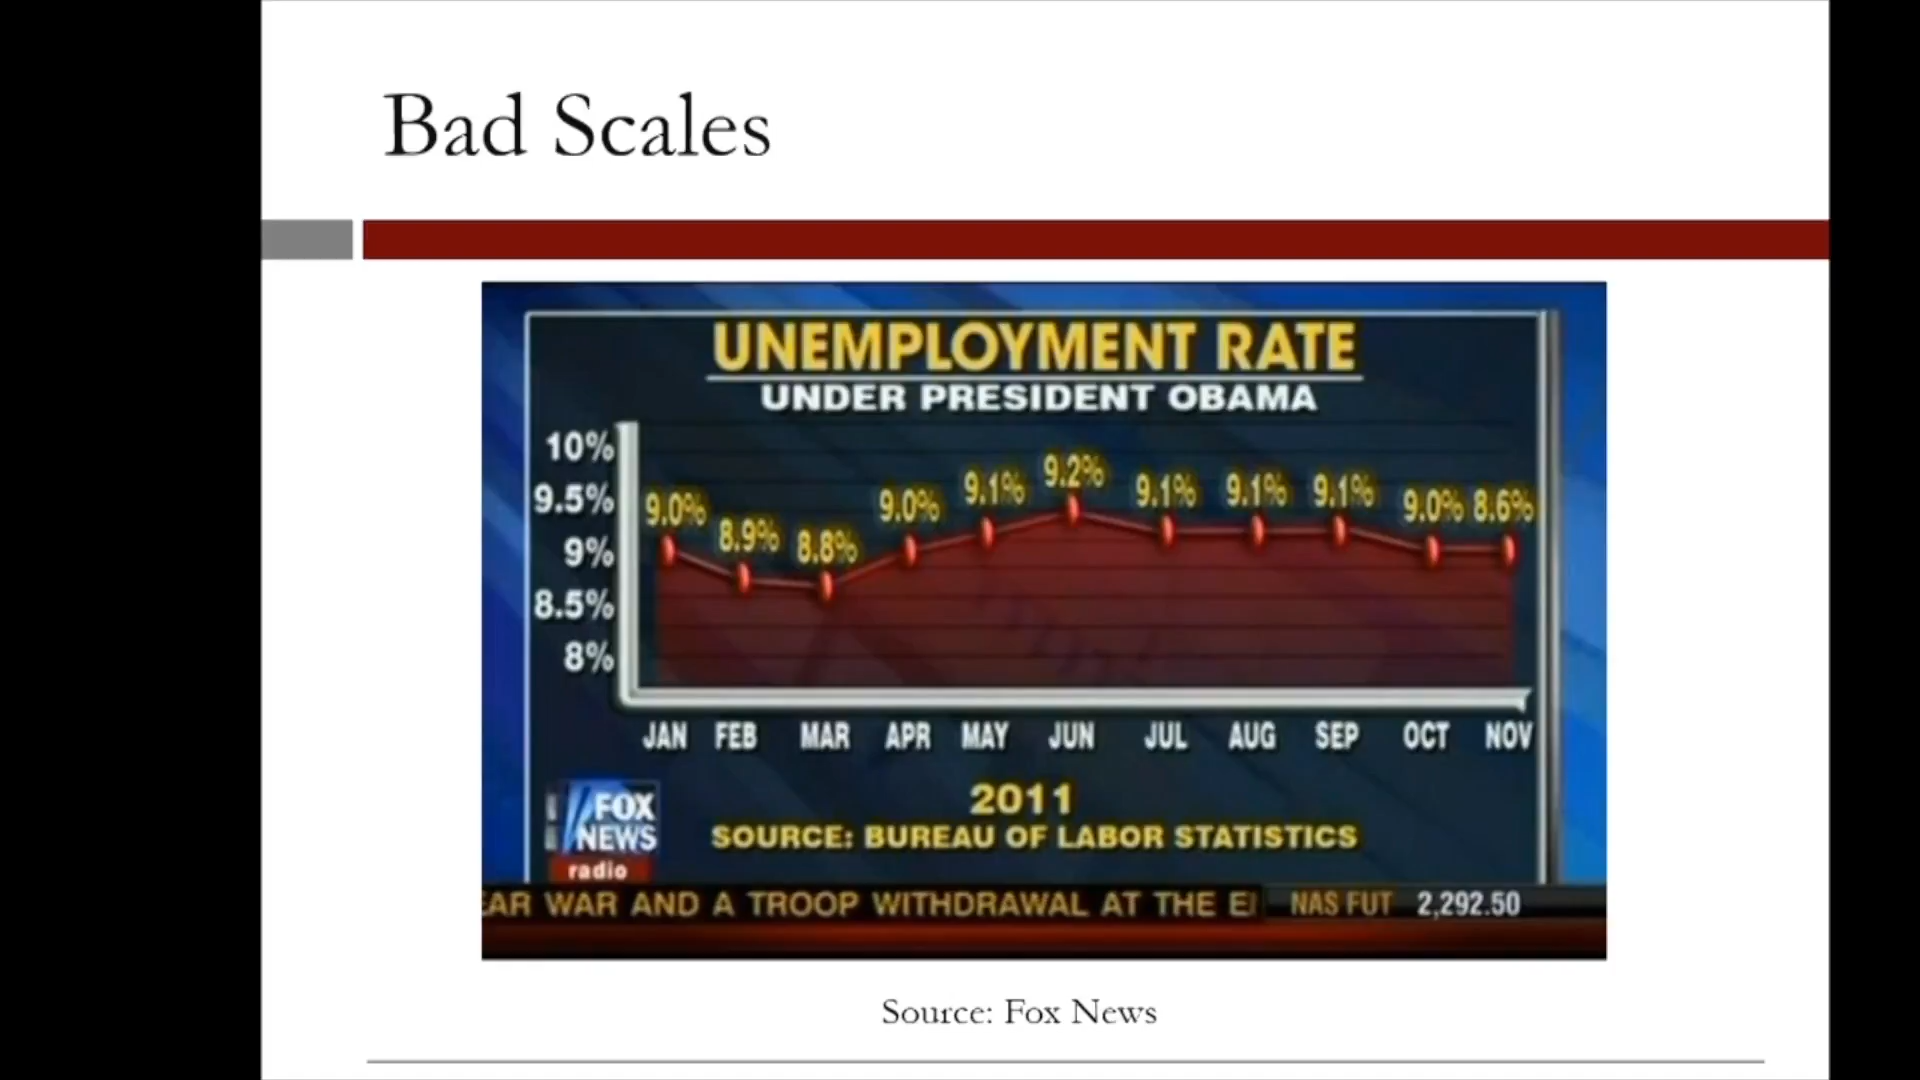 Bad Scales
UNEMPLOYMENT RATE
UNDER PRESIDENT OBAMA
10%
9.5%
9%
8.5%
8%
9.0%
8.9%
8.8%
9.0%
9.1%
9.2%
9.1%
9.1%
9.1%
9.0%
8.6%
JAN FEB MAR APR MAY JUN JUL AUG SEP OCT NOV
2011
SOURCE: BUREAU OF LABOR STATISTICS
FOX
NEWS
radio
EAR WAR AND A TROOP WITHDRAWAL AT THE E NAS FUT 2,292.50
Source: Fox News